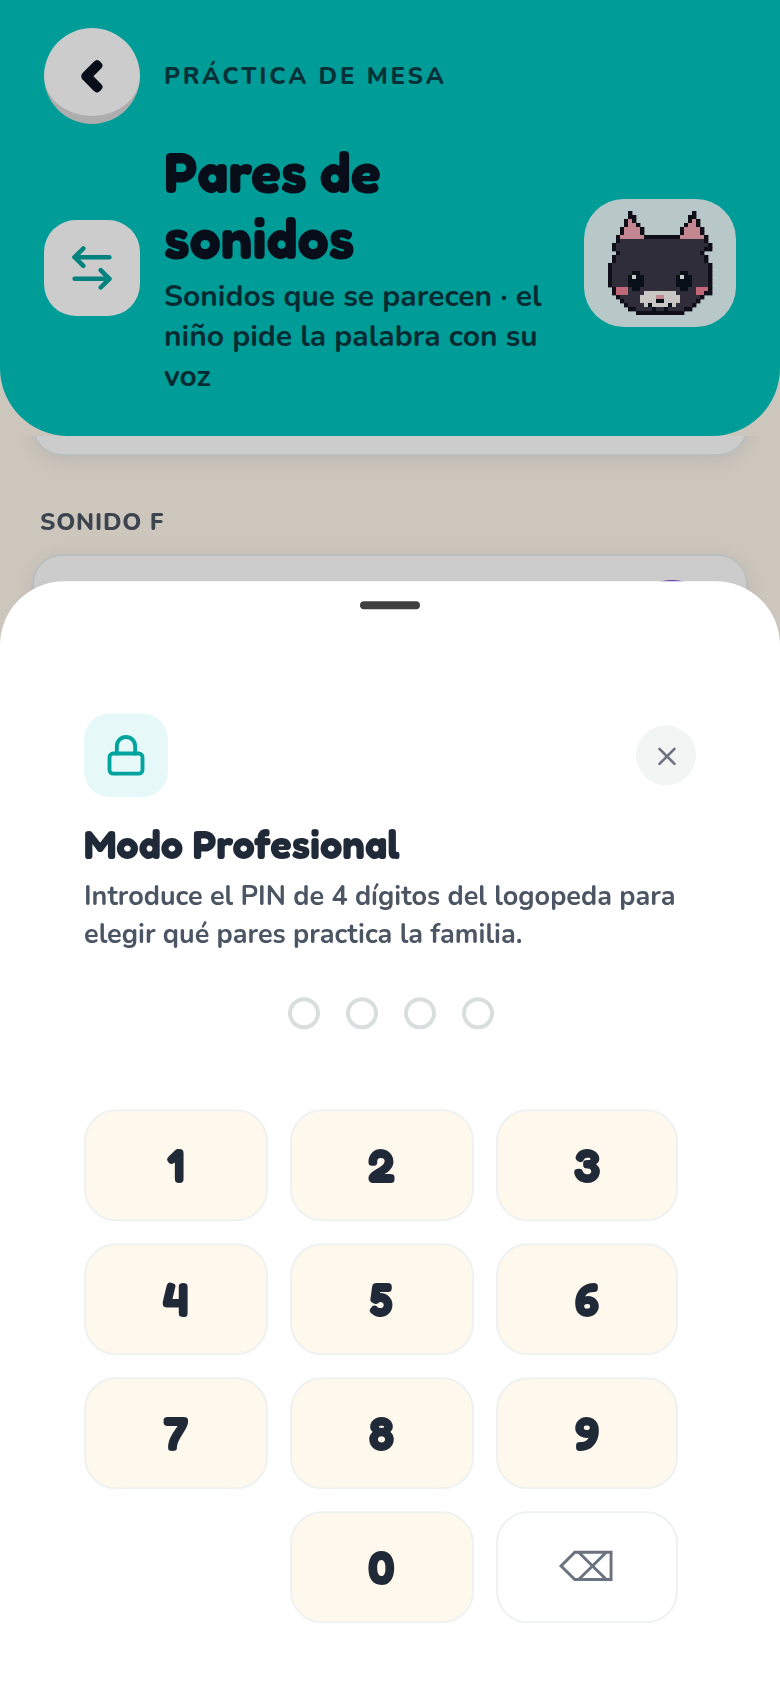 PRÁCTICA DE MESA
Pares de
sonidos
Sonidos que se parecen · el
niño pide la palabra con su
voz
SONIDO F
Modo Profesional
Introduce el PIN de 4 dígitos del logopeda para
elegir qué pares practica la familia.
1 2 3
4 5 6
7 8 9
0